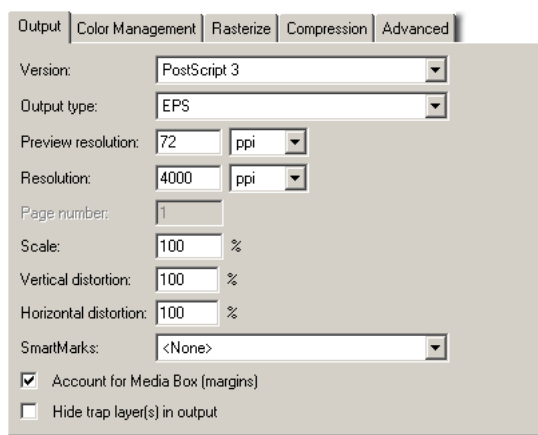 Output Color Management Rasterize Compression Advanced
Version: PostScript 3
Output type: EPS
Preview resolution: 72 ppi
Resolution: 4000 ppi
Page number: 1
Scale: 100 %
Vertical distortion: 100 %
Horizontal distortion: 100 %
SmartMarks: <None>
Account for Media Box (margins)
Hide trap layer(s) in output